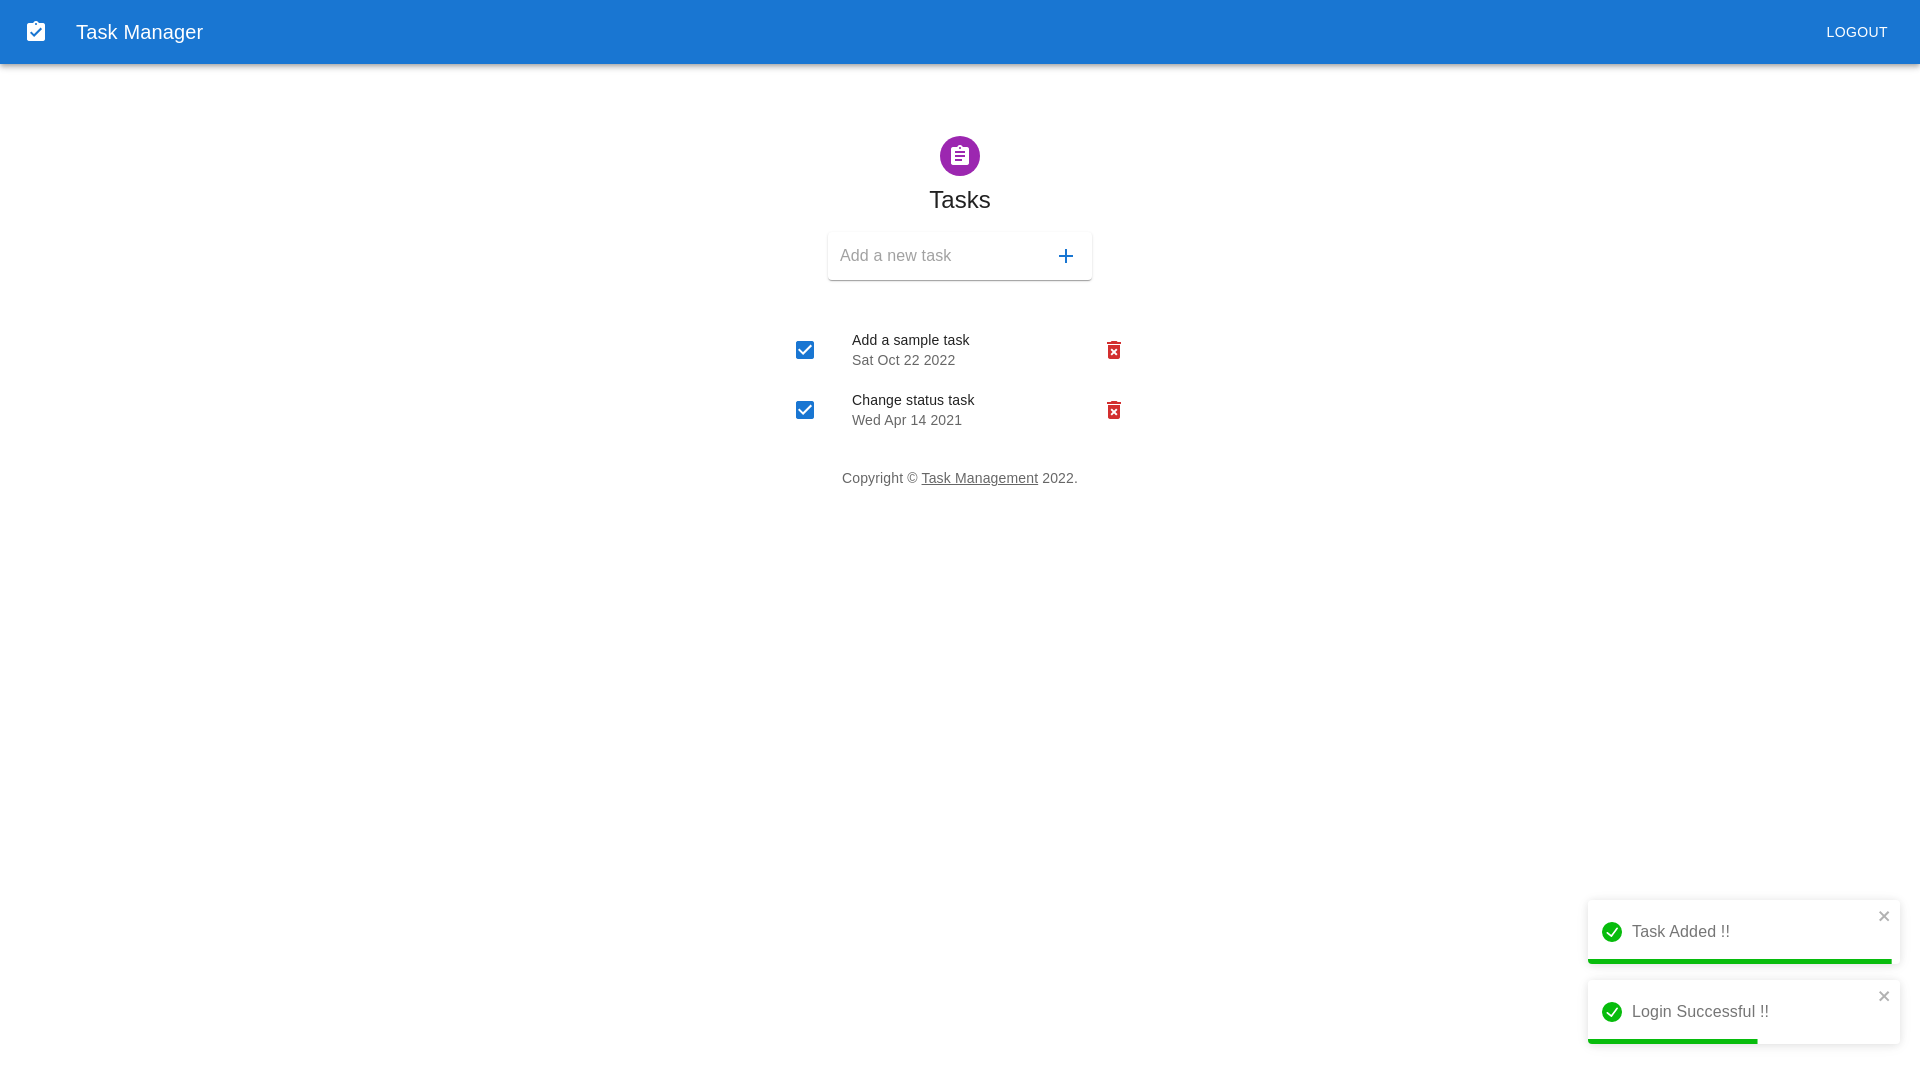 Task Manager
LOGOUT
Tasks
Add a new task
Add a sample task
Sat Oct 22 2022
Change status task
Wed Apr 14 2021
Copyright © Task Management 2022.
Task Added !!
Login Successful !!